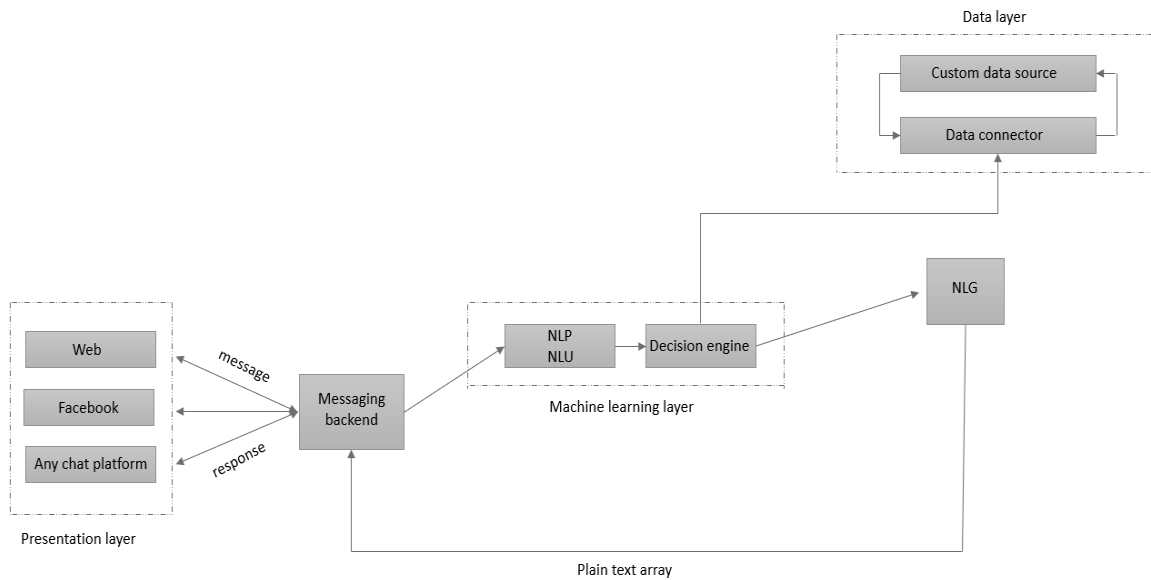 Data layer
Custom data source
Data connector
NLG
NLP
NLU
Decision engine
Machine learning layer
Web
Facebook
Any chat platform
Presentation layer
message
response
Messaging
backend
Plain text array